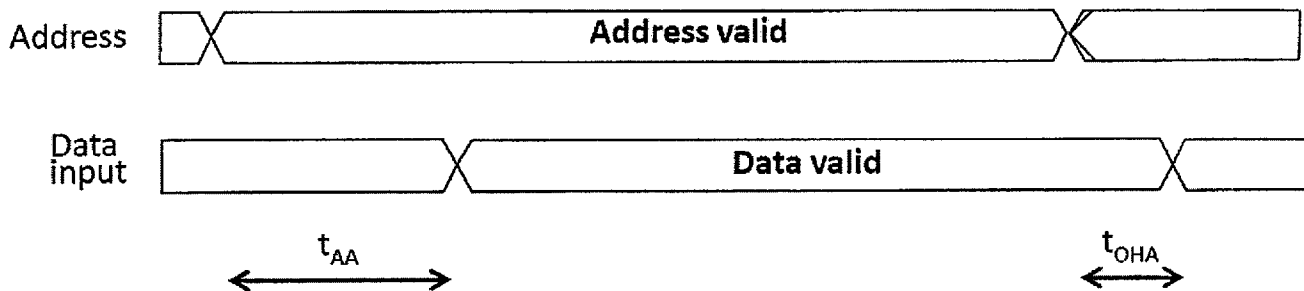 Address
Address valid
Data
input
Data valid
tAA
tOHA